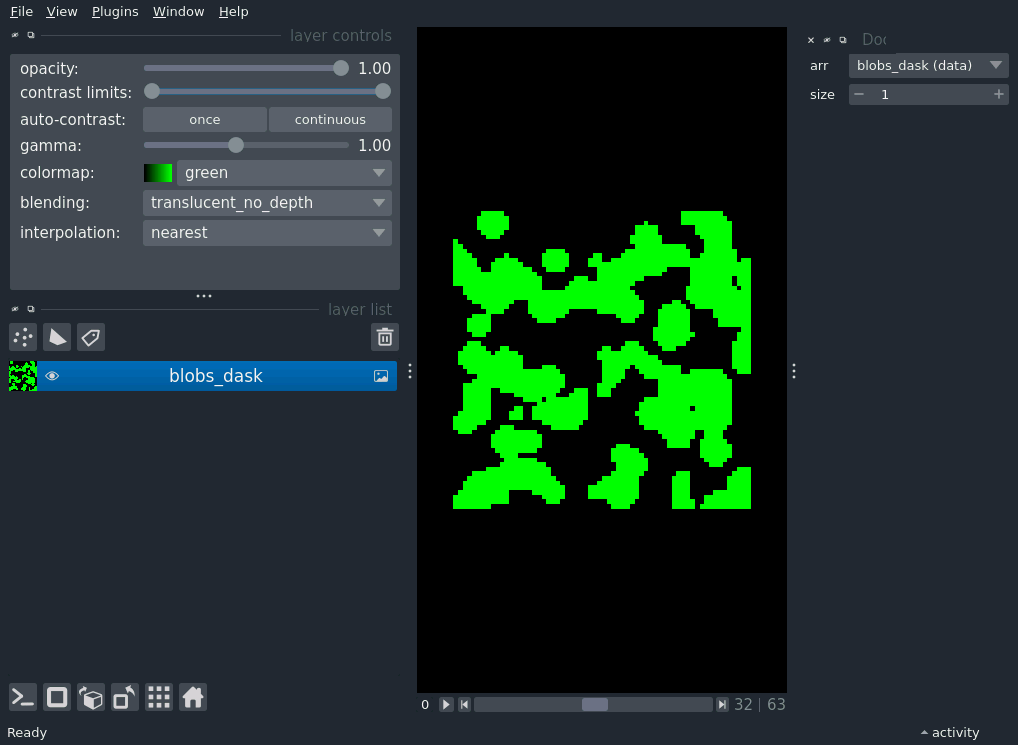 File View Plugins Window Help
layer controls
opacity: 1.00
contrast limits:
auto-contrast: once continuous
gamma: 1.00
colormap: green
blending: translucent_no_depth
interpolation: nearest
layer list
blobs_dask
0 32 | 63
arr blobs_dask (data)
size 1
Ready
activity